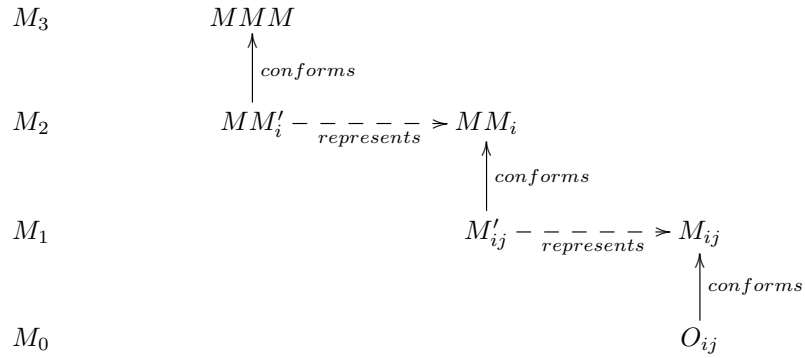 M₃ MMM
conforms
M₂ MM′ᵢ represents MMᵢ
conforms
M₁ M′ᵢⱼ represents Mᵢⱼ
conforms
M₀ Oᵢⱼ